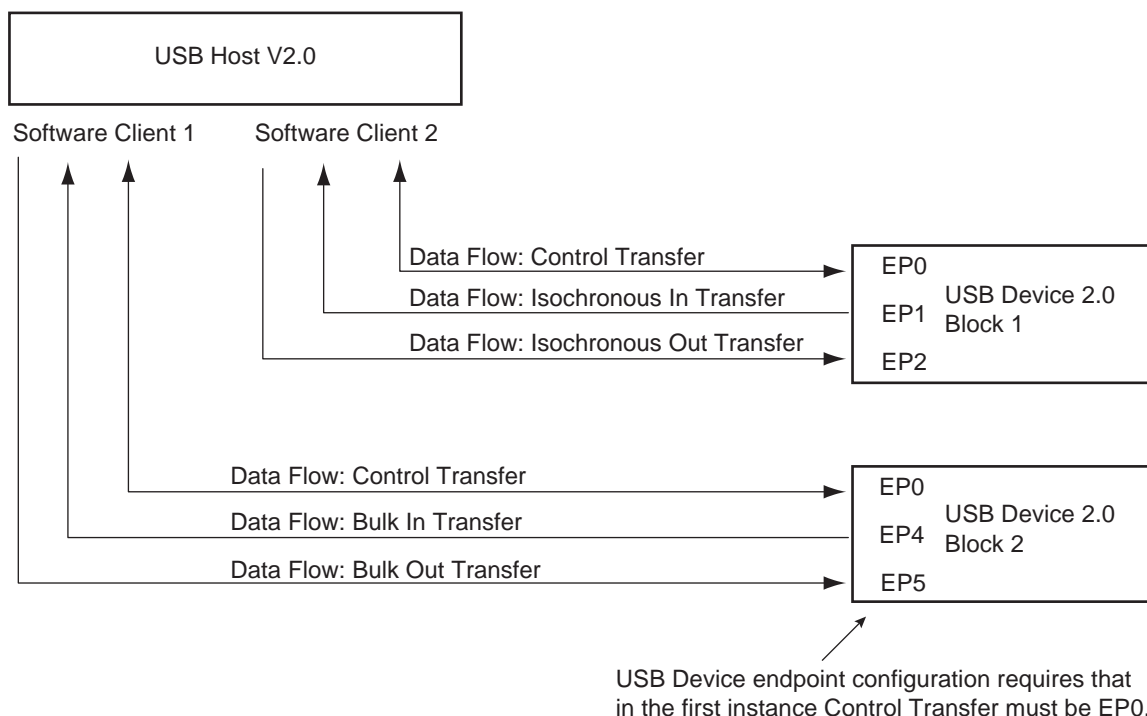 USB Host V2.0
Software Client 1
Software Client 2
Data Flow: Control Transfer
Data Flow: Isochronous In Transfer
Data Flow: Isochronous Out Transfer
EP0
EP1
EP2
USB Device 2.0
Block 1
Data Flow: Control Transfer
Data Flow: Bulk In Transfer
Data Flow: Bulk Out Transfer
EP0
EP4
EP5
USB Device 2.0
Block 2
USB Device endpoint configuration requires that
in the first instance Control Transfer must be EP0.